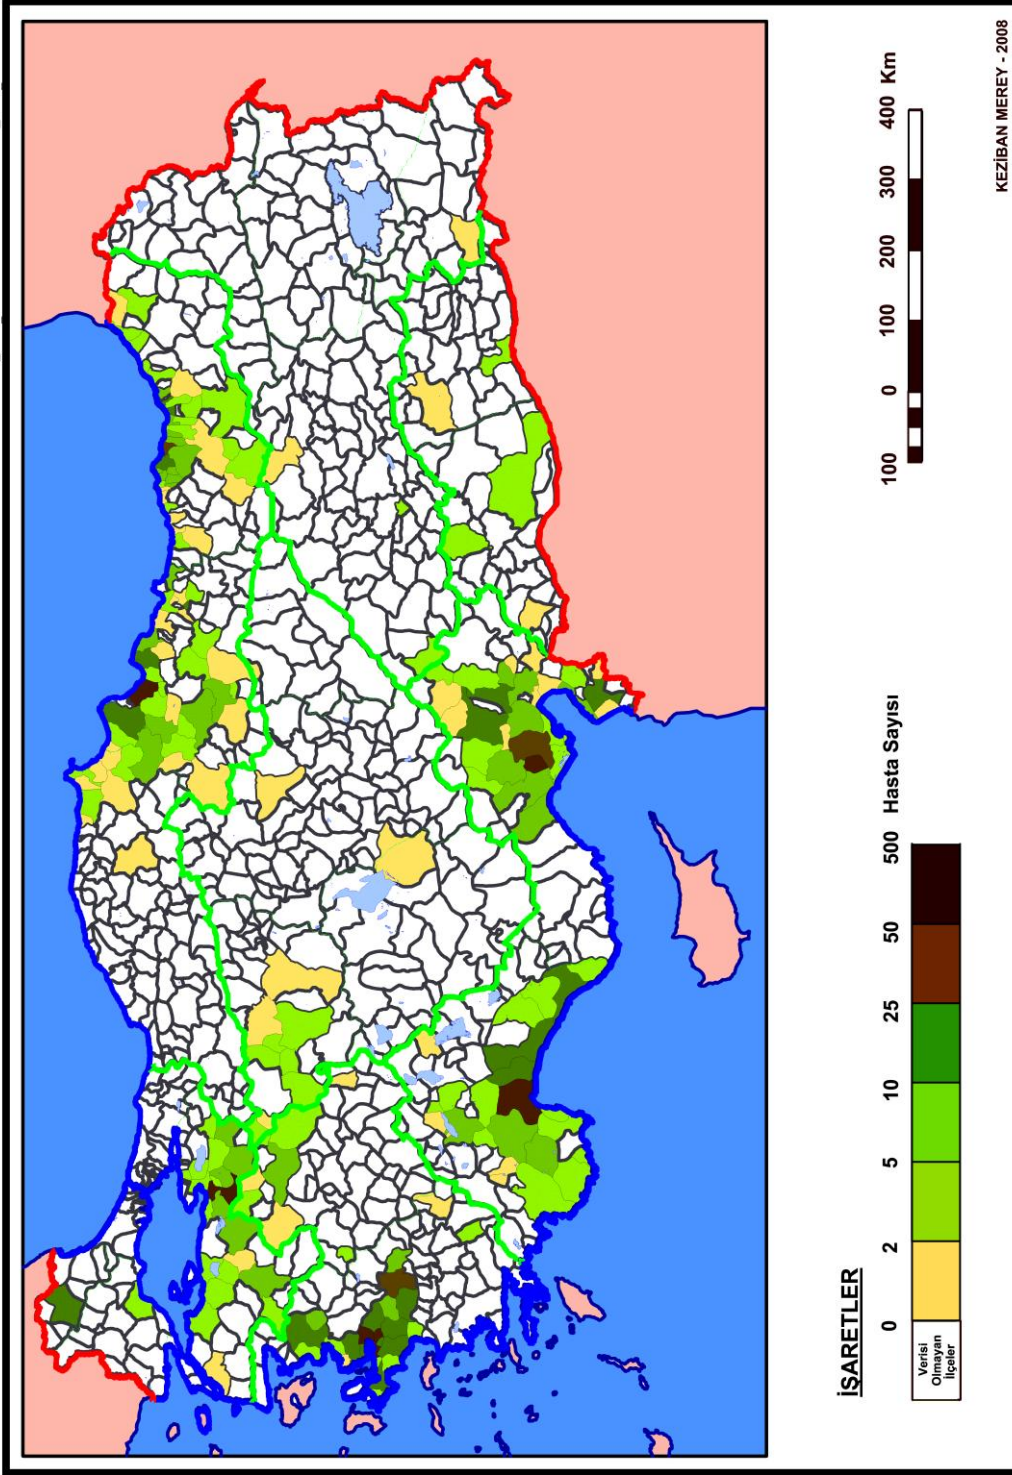 İŞARETLER
Verisi
Olmayan
İlçeler
0 2 5 10 25 50 500 Hasta Sayısı
100 0 100 200 300 400 Km
KEZİBAN MEREY - 2008